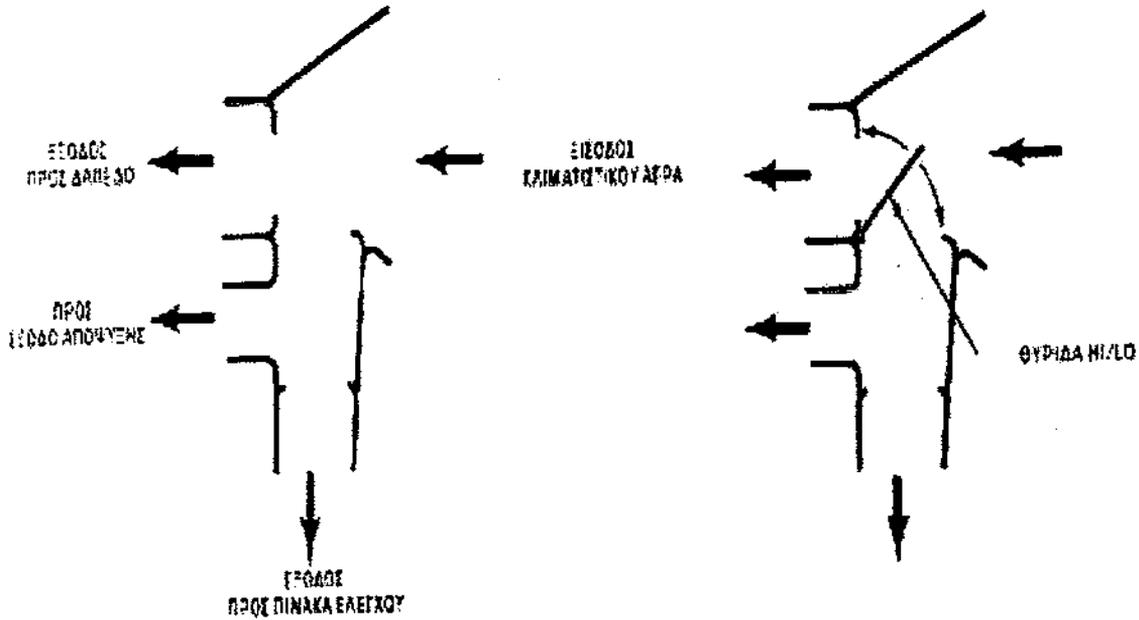 ΕΞΟΔΟΣ
ΠΡΟΣ ΔΑΠΕΔΟ
ΕΙΣΟΔΟΣ
ΚΛΙΜΑΤΙΣΤΙΚΟΥ ΑΕΡΑ
ΠΡΟΣ
ΕΞΟΔΟ ΑΠΟΨΥΞΗΣ
ΘΥΡΙΔΑ HI/LO
ΕΞΟΔΟΣ
ΠΡΟΣ ΠΙΝΑΚΑ ΕΛΕΓΧΟΥ